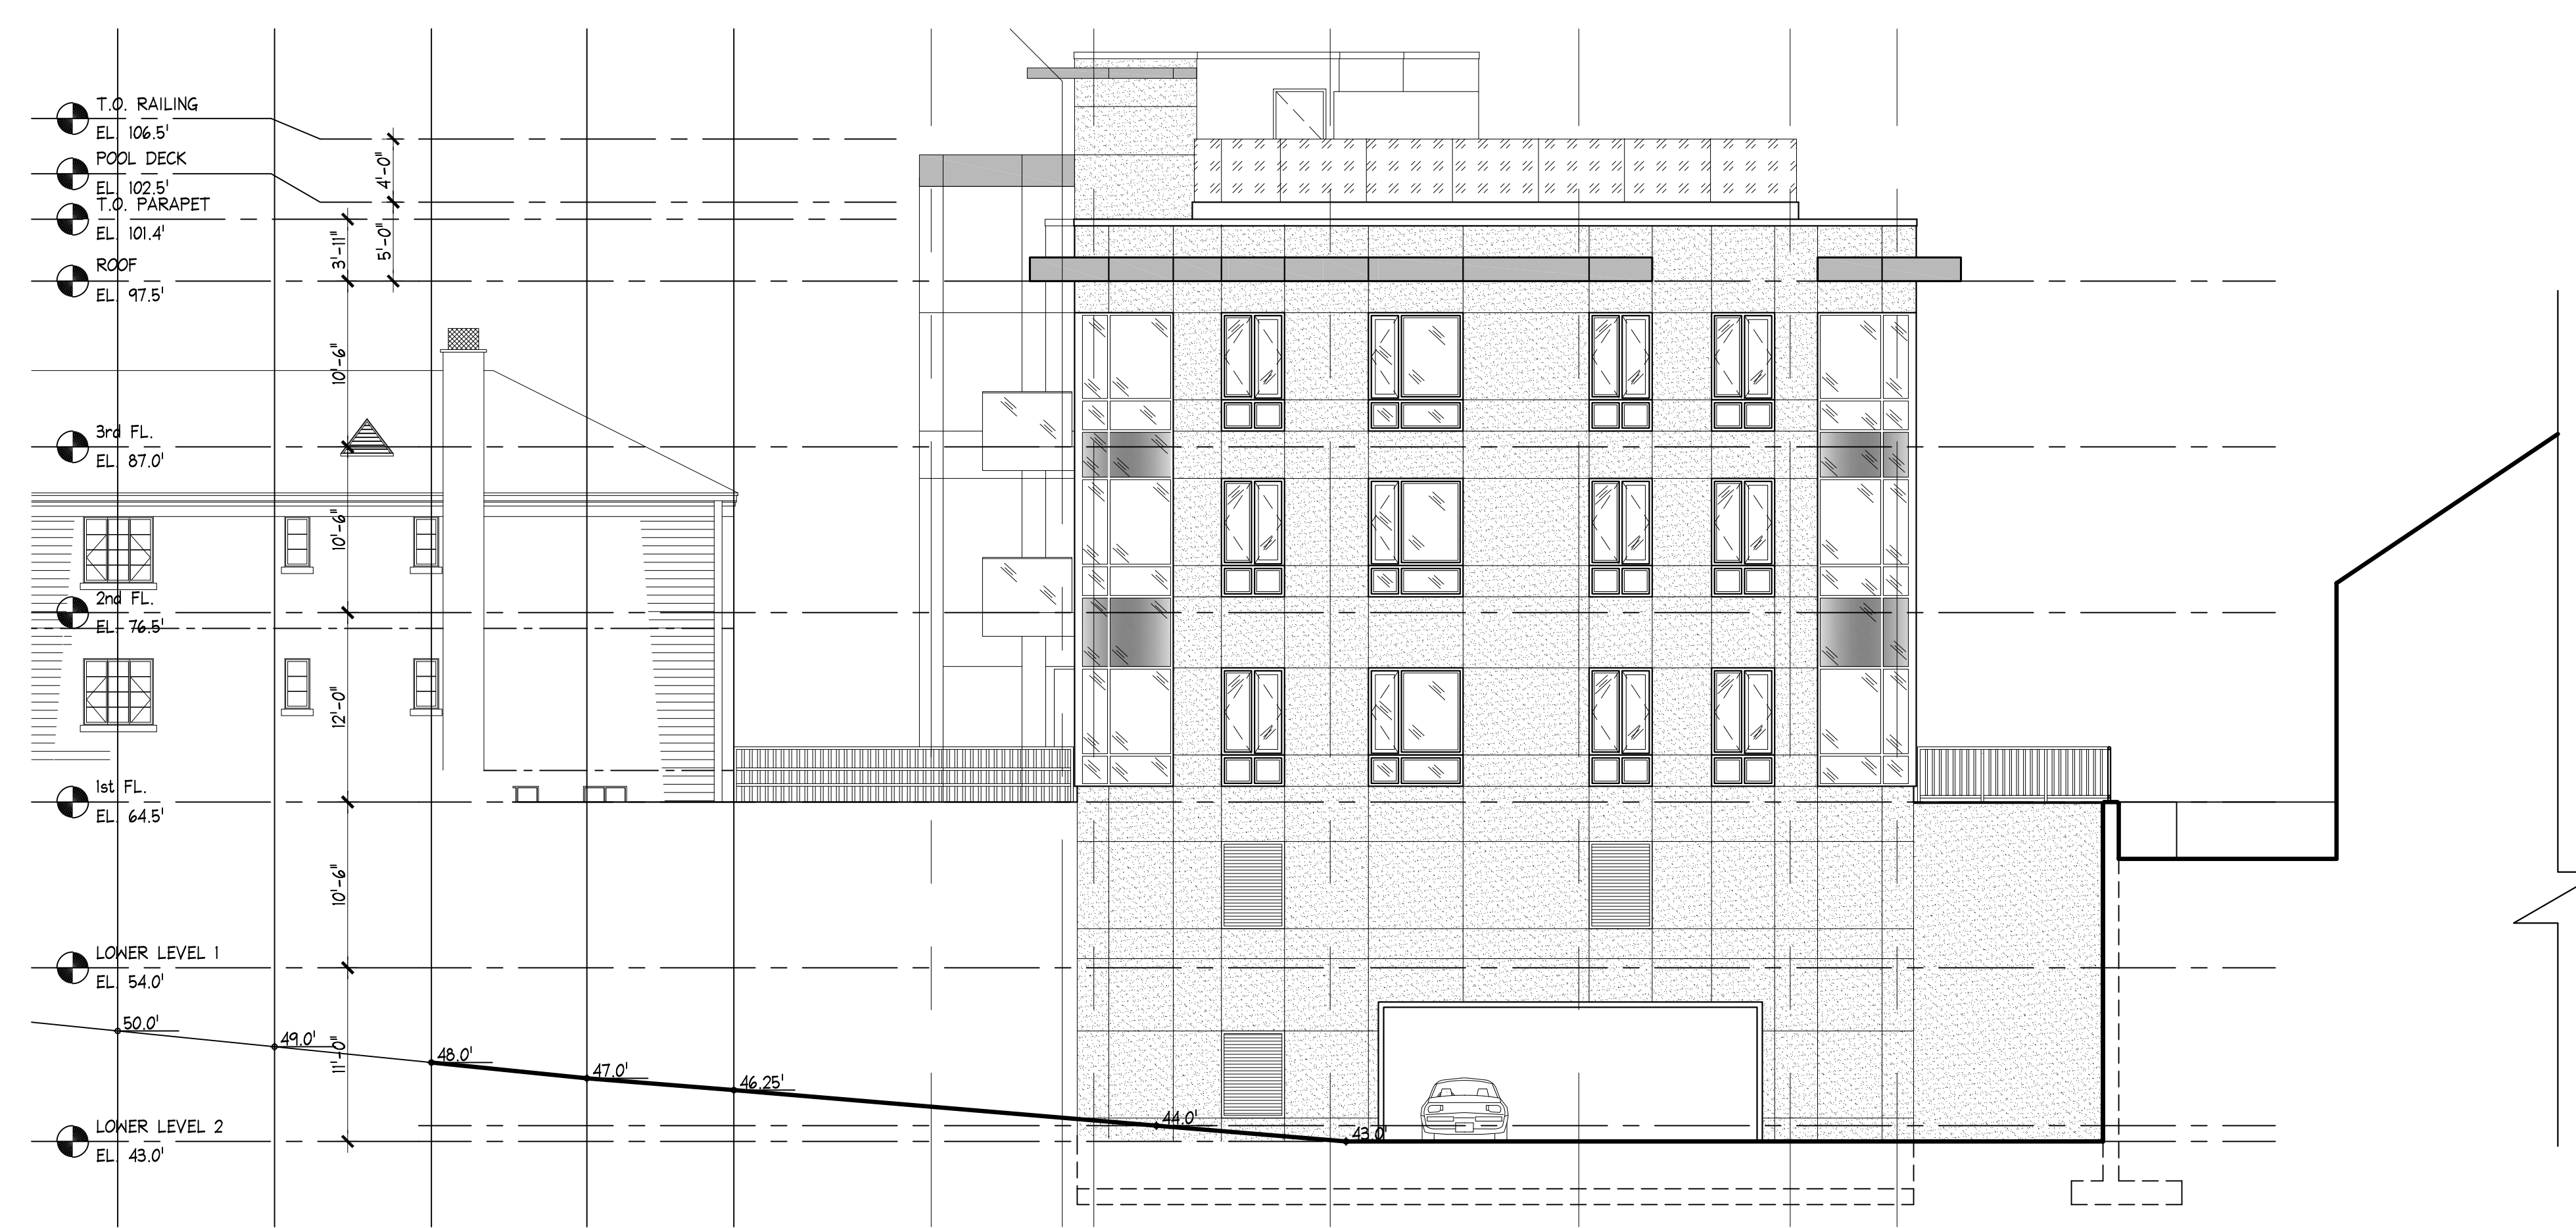 T.O. RAILING
EL. 106.5'
POOL DECK
EL. 102.5'
T.O. PARAPET
EL. 101.4'
ROOF
EL. 97.5'
3rd FL.
EL. 87.0'
2nd FL.
EL. 76.5'
1st FL.
EL. 64.5'
LOWER LEVEL 1
EL. 54.0'
LOWER LEVEL 2
EL. 43.0'
4'-0"
5'-0"
3'-11"
10'-6"
10'-6"
12'-0"
10'-6"
11'-0"
50.0'
49.0'
48.0'
47.0'
46.25'
44.0'
43.0'